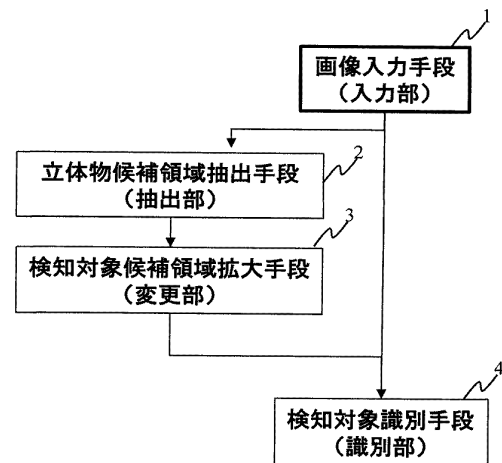 1
画像入力手段
（入力部）
2
立体物候補領域抽出手段
（抽出部）
3
検知対象候補領域拡大手段
（変更部）
4
検知対象識別手段
（識別部）